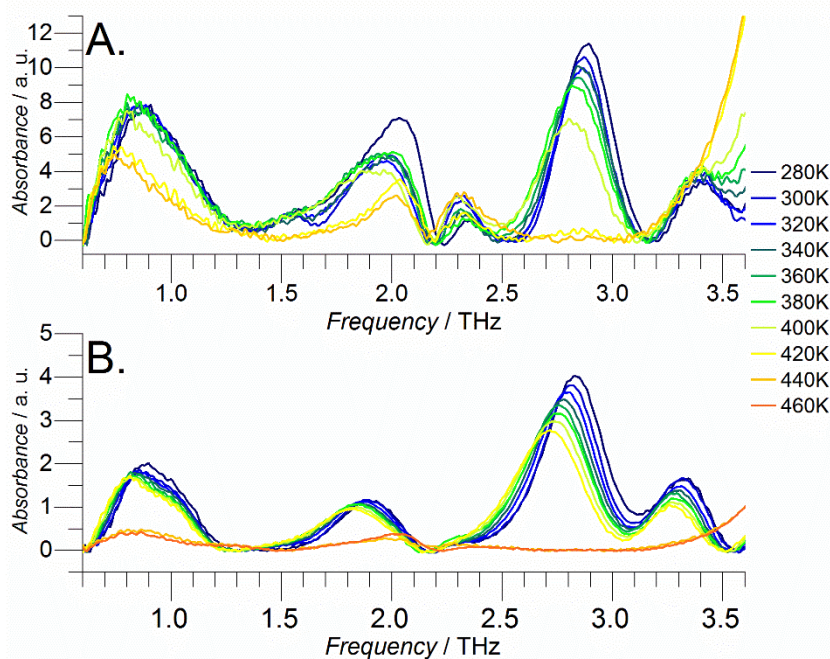 A.
Absorbance / a. u.
12
10
8
6
4
2
0
1.0 1.5 2.0 2.5 3.0 3.5
Frequency / THz
B.
Absorbance / a. u.
5
4
3
2
1
0
1.0 1.5 2.0 2.5 3.0 3.5
Frequency / THz
280K
300K
320K
340K
360K
380K
400K
420K
440K
460K